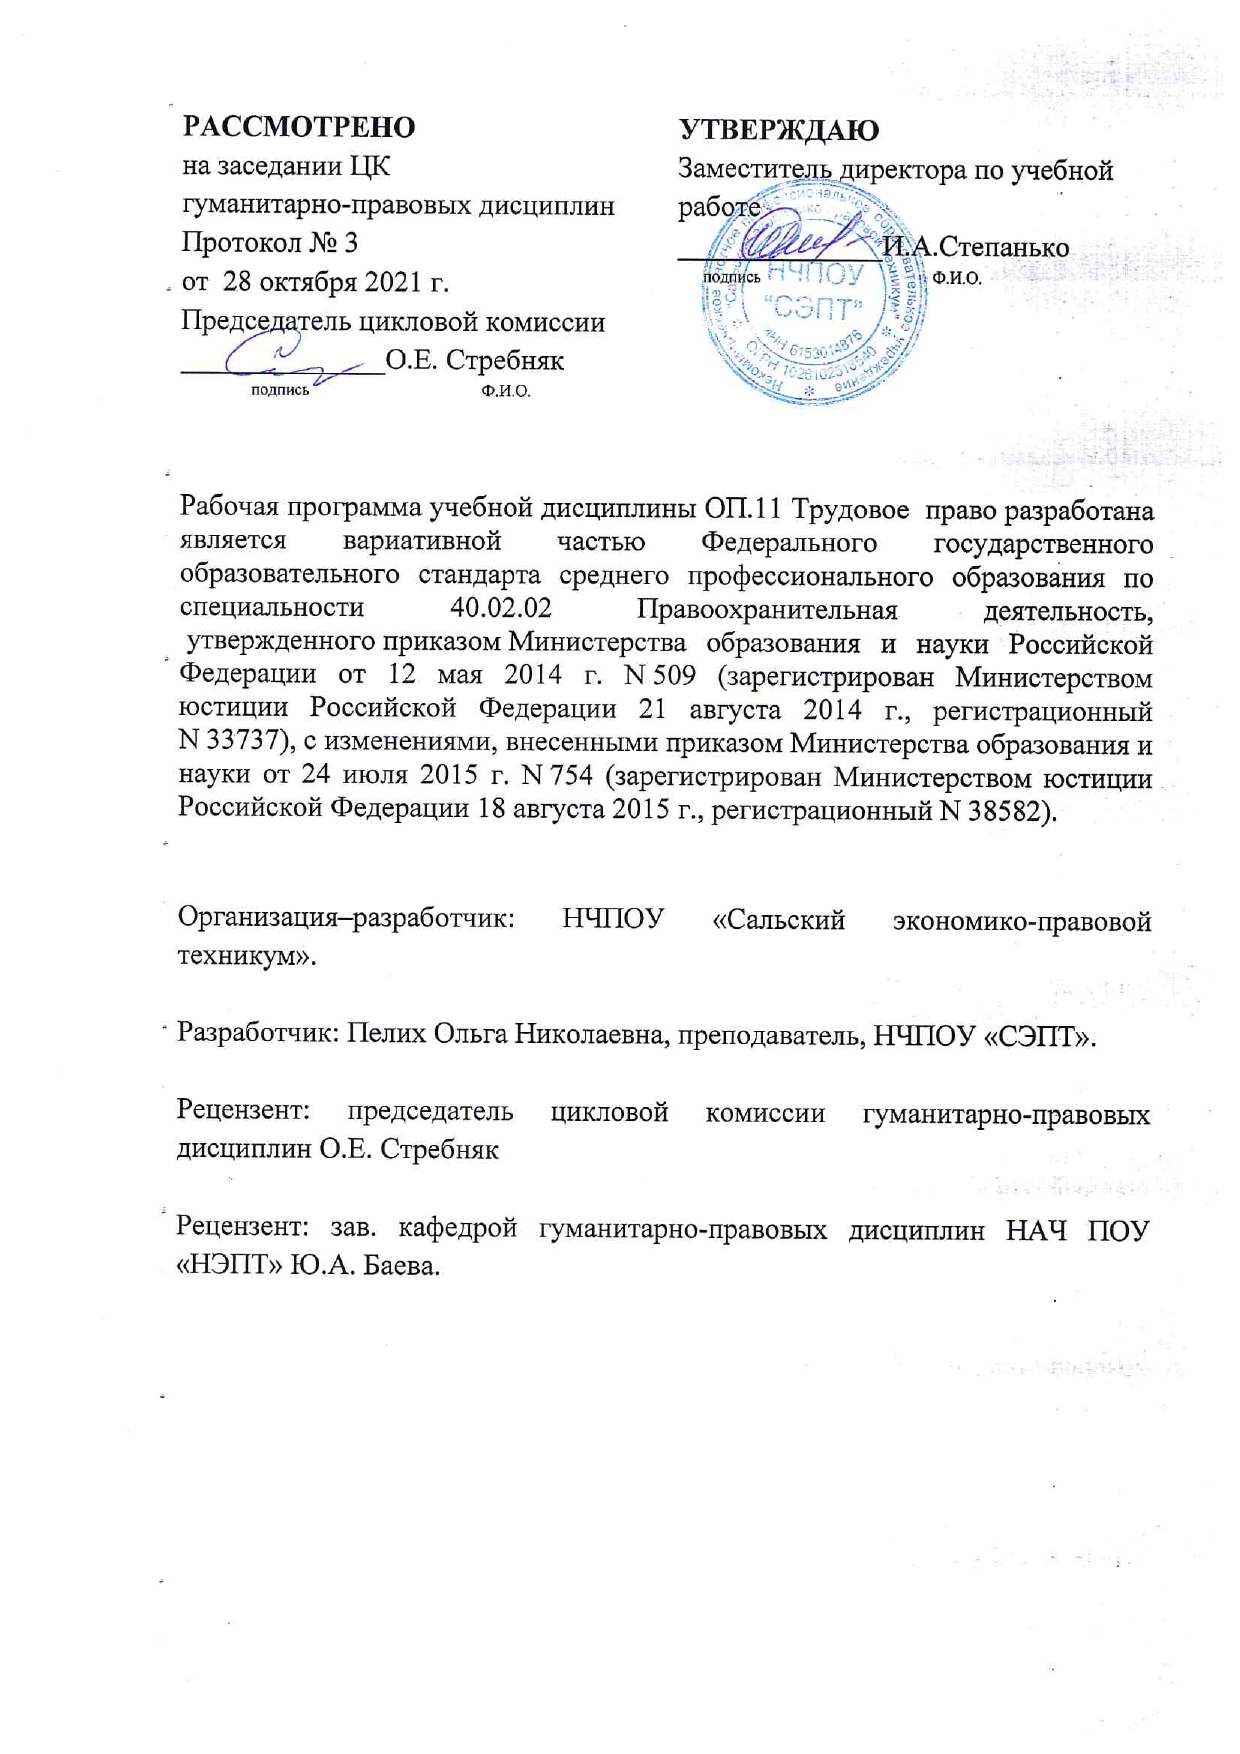 РАССМОТРЕНО
на заседании ЦК
гуманитарно-правовых дисциплин
Протокол № 3
от 28 октября 2021 г.
Председатель цикловой комиссии
______________О.Е. Стребняк
подпись Ф.И.О.
УТВЕРЖДАЮ
Заместитель директора по учебной
работе
______________И.А.Степанько
подпись Ф.И.О.
НЧПОУ
"СЭПТ"
ИНН 6153014876
Рабочая программа учебной дисциплины ОП.11 Трудовое право разработана
является вариативной частью Федерального государственного
образовательного стандарта среднего профессионального образования по
специальности 40.02.02 Правоохранительная деятельность,
утвержденного приказом Министерства образования и науки Российской
Федерации от 12 мая 2014 г. N 509 (зарегистрирован Министерством
юстиции Российской Федерации 21 августа 2014 г., регистрационный
N 33737), с изменениями, внесенными приказом Министерства образования и
науки от 24 июля 2015 г. N 754 (зарегистрирован Министерством юстиции
Российской Федерации 18 августа 2015 г., регистрационный N 38582).
Организация–разработчик: НЧПОУ «Сальский экономико-правовой
техникум».
Разработчик: Пелих Ольга Николаевна, преподаватель, НЧПОУ «СЭПТ».
Рецензент: председатель цикловой комиссии гуманитарно-правовых
дисциплин О.Е. Стребняк
Рецензент: зав. кафедрой гуманитарно-правовых дисциплин НАЧ ПОУ
«НЭПТ» Ю.А. Баева.